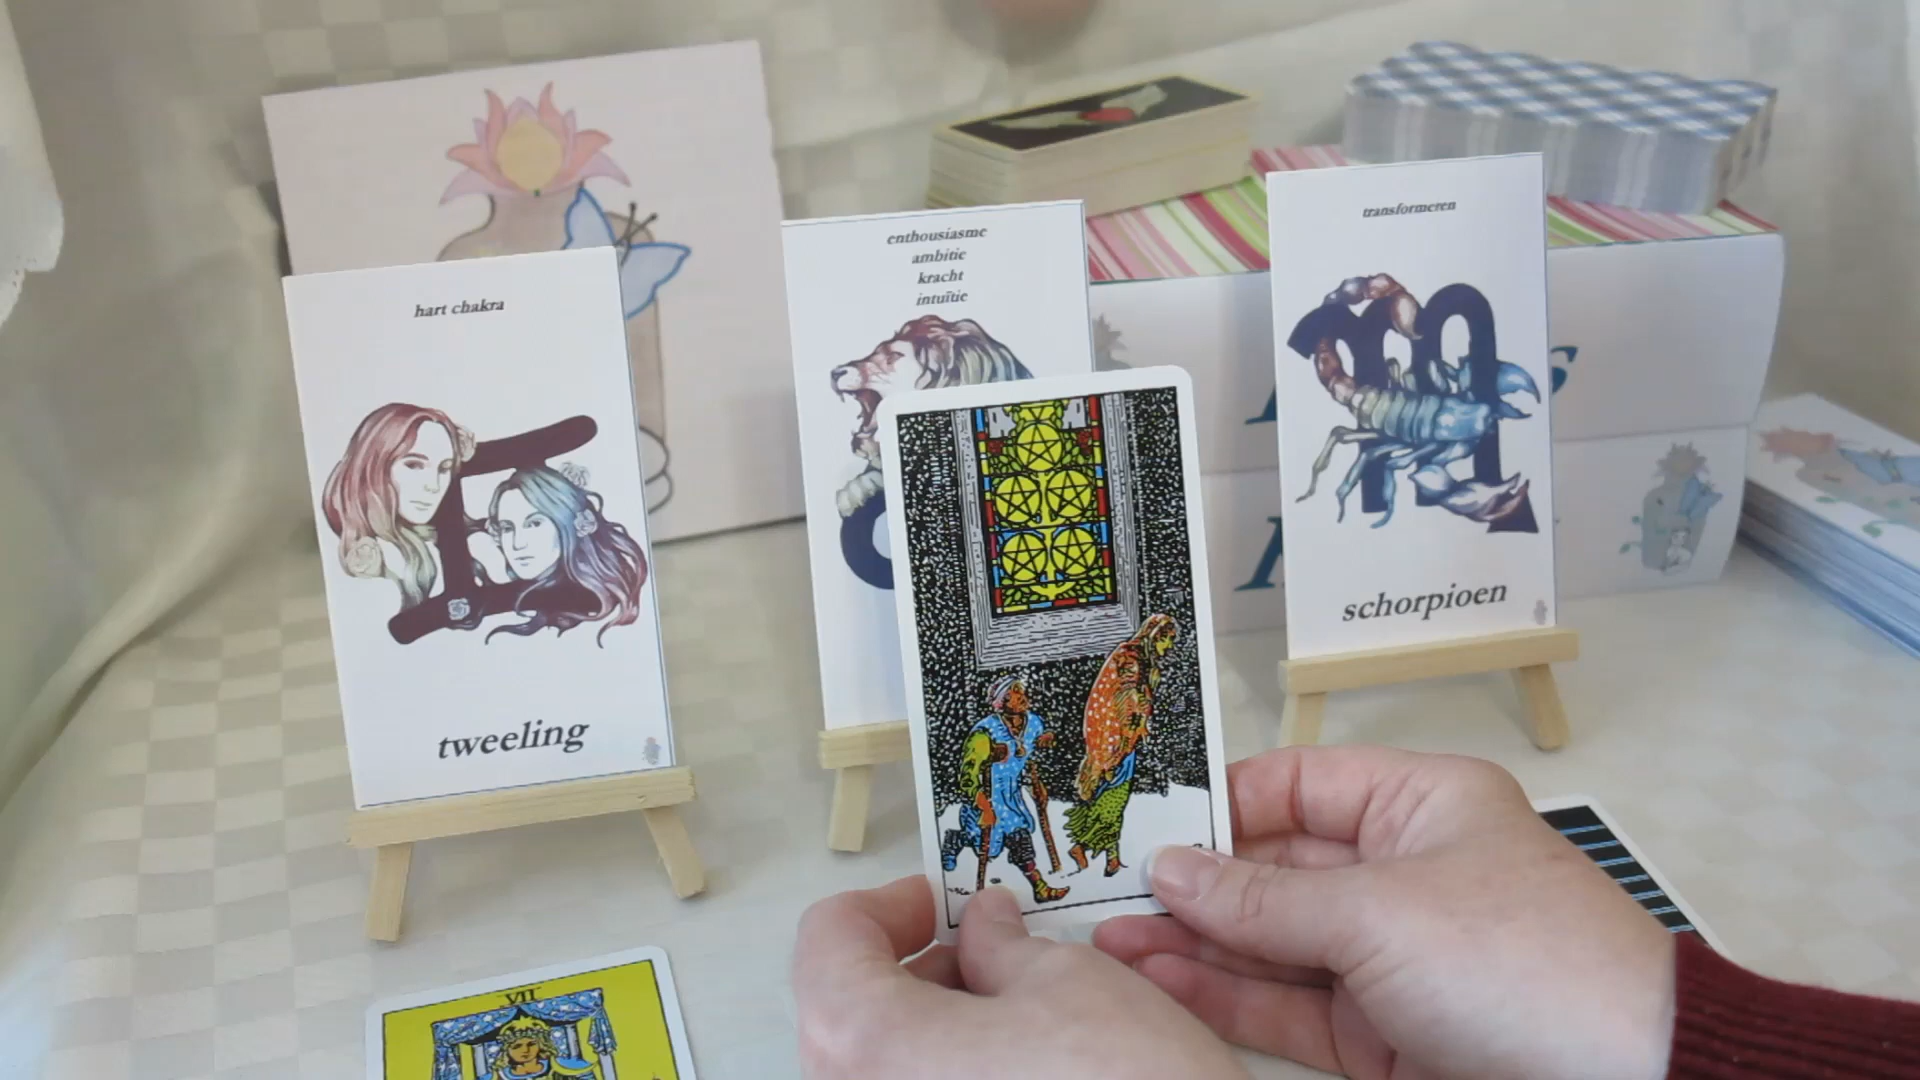 hart chakra
tweeling
enthousiasme
ambitie
kracht
intuïtie
transformeren
schorpioen
VII